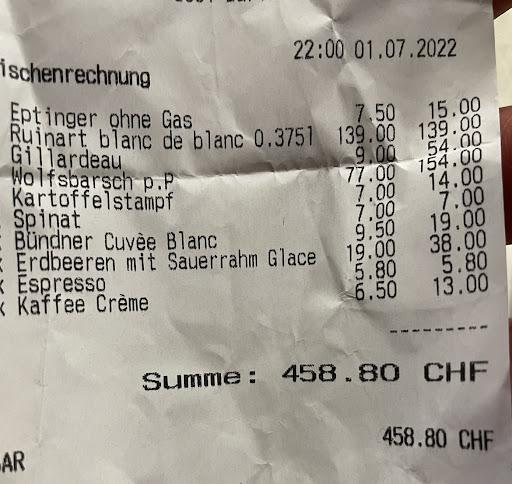 22:00 01.07.2022
ischenrechnung
Eptinger ohne Gas 7.50 15.00
Ruinart blanc de blanc 0.375l 139.00 139.00
Gillardeau 9.00 54.00
Wolfsbarsch p.P 77.00 154.00
Kartoffelstampf 7.00 14.00
Spinat 7.00 7.00
Bündner Cuvèe Blanc 9.50 19.00
x Erdbeeren mit Sauerrahm Glace 19.00 38.00
x Espresso 5.80 5.80
x Kaffee Crème 6.50 13.00
----------
Summe: 458.80 CHF
458.80 CHF
AR